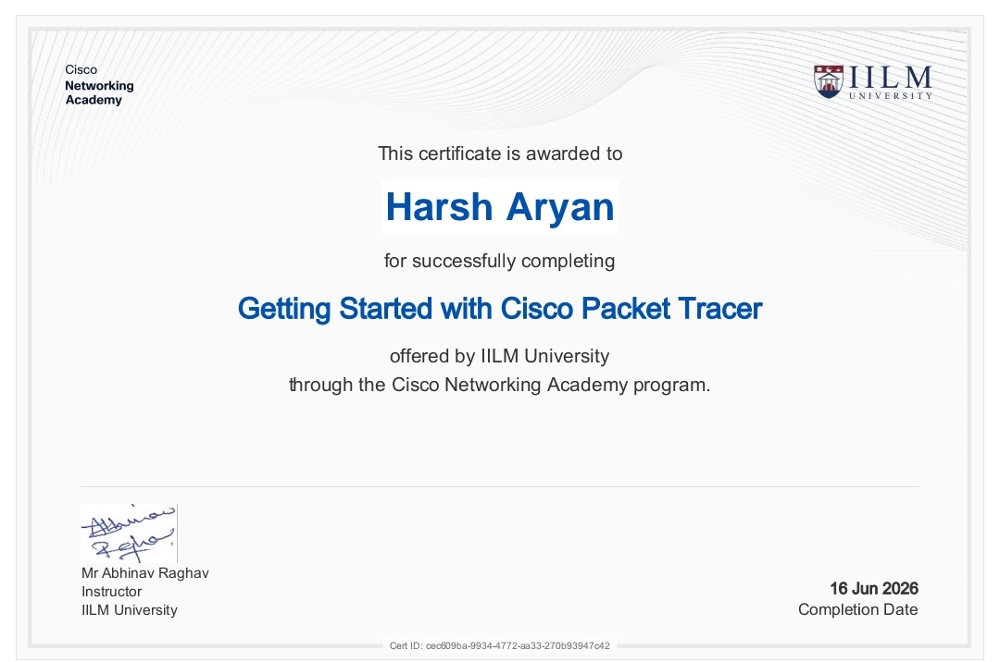 Cisco
Networking
Academy
IILM
UNIVERSITY
This certificate is awarded to
Harsh Aryan
for successfully completing
Getting Started with Cisco Packet Tracer
offered by IILM University
through the Cisco Networking Academy program.
Abhinav
Raghav
Mr Abhinav Raghav
Instructor
IILM University
16 Jun 2026
Completion Date
Cert ID: cec609ba-9934-4772-aa33-270b93947c42